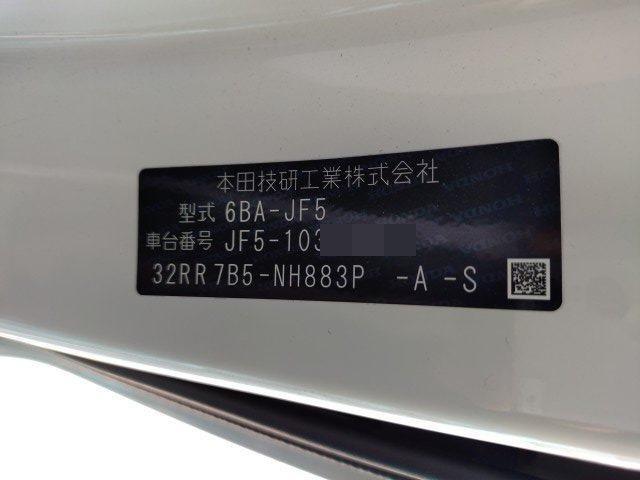 本田技研工業株式会社
型式 6BA-JF5
車台番号 JF5-103
32RR 7B5-NH883P -A -S